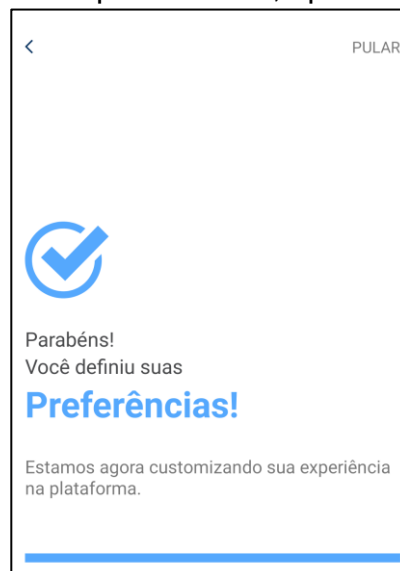 PULAR
Parabéns!
Você definiu suas
Preferências!
Estamos agora customizando sua experiência
na plataforma.